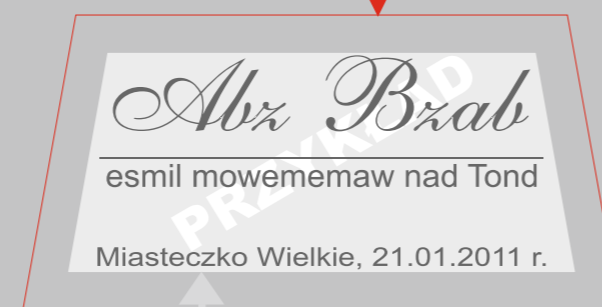 Abz Bzab
esmil mowememaw nad Tond
PRZYKŁAD
Miasteczko Wielkie, 21.01.2011 r.